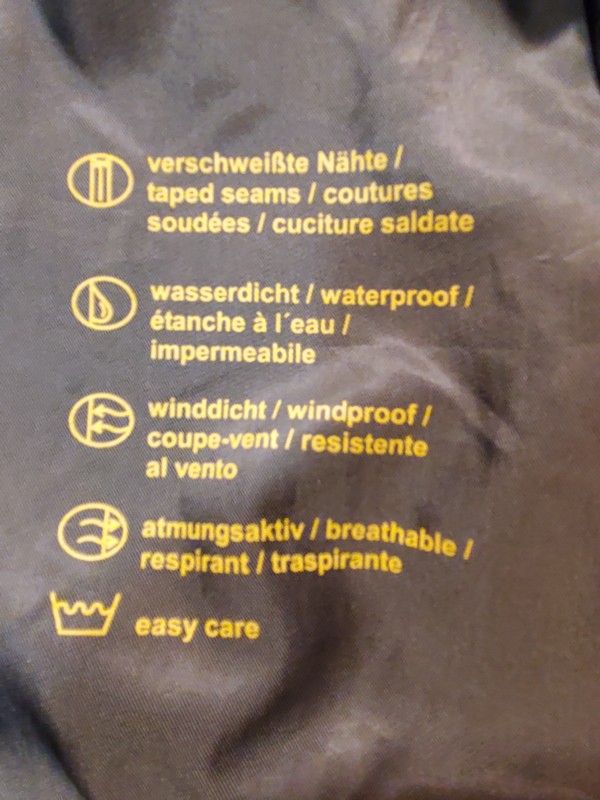 verschweißte Nähte /
taped seams / coutures
soudées / cuciture saldate
wasserdicht / waterproof /
étanche à l´eau /
impermeabile
winddicht / windproof /
coupe-vent / resistente
al vento
atmungsaktiv / breathable /
respirant / traspirante
easy care